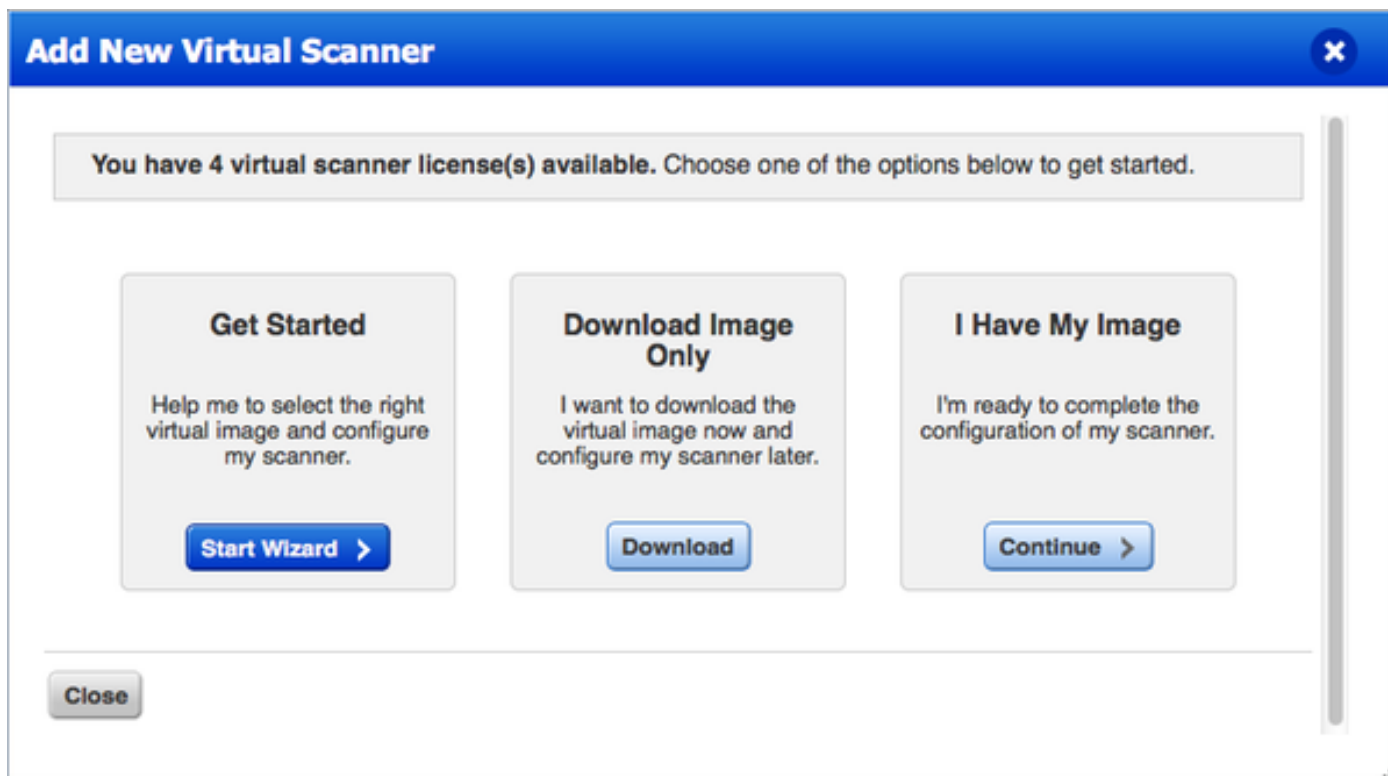 Add New Virtual Scanner
You have 4 virtual scanner license(s) available. Choose one of the options below to get started.
Get Started
Help me to select the right
virtual image and configure
my scanner.
Start Wizard
Download Image
Only
I want to download the
virtual image now and
configure my scanner later.
Download
I Have My Image
I'm ready to complete the
configuration of my scanner.
Continue
Close